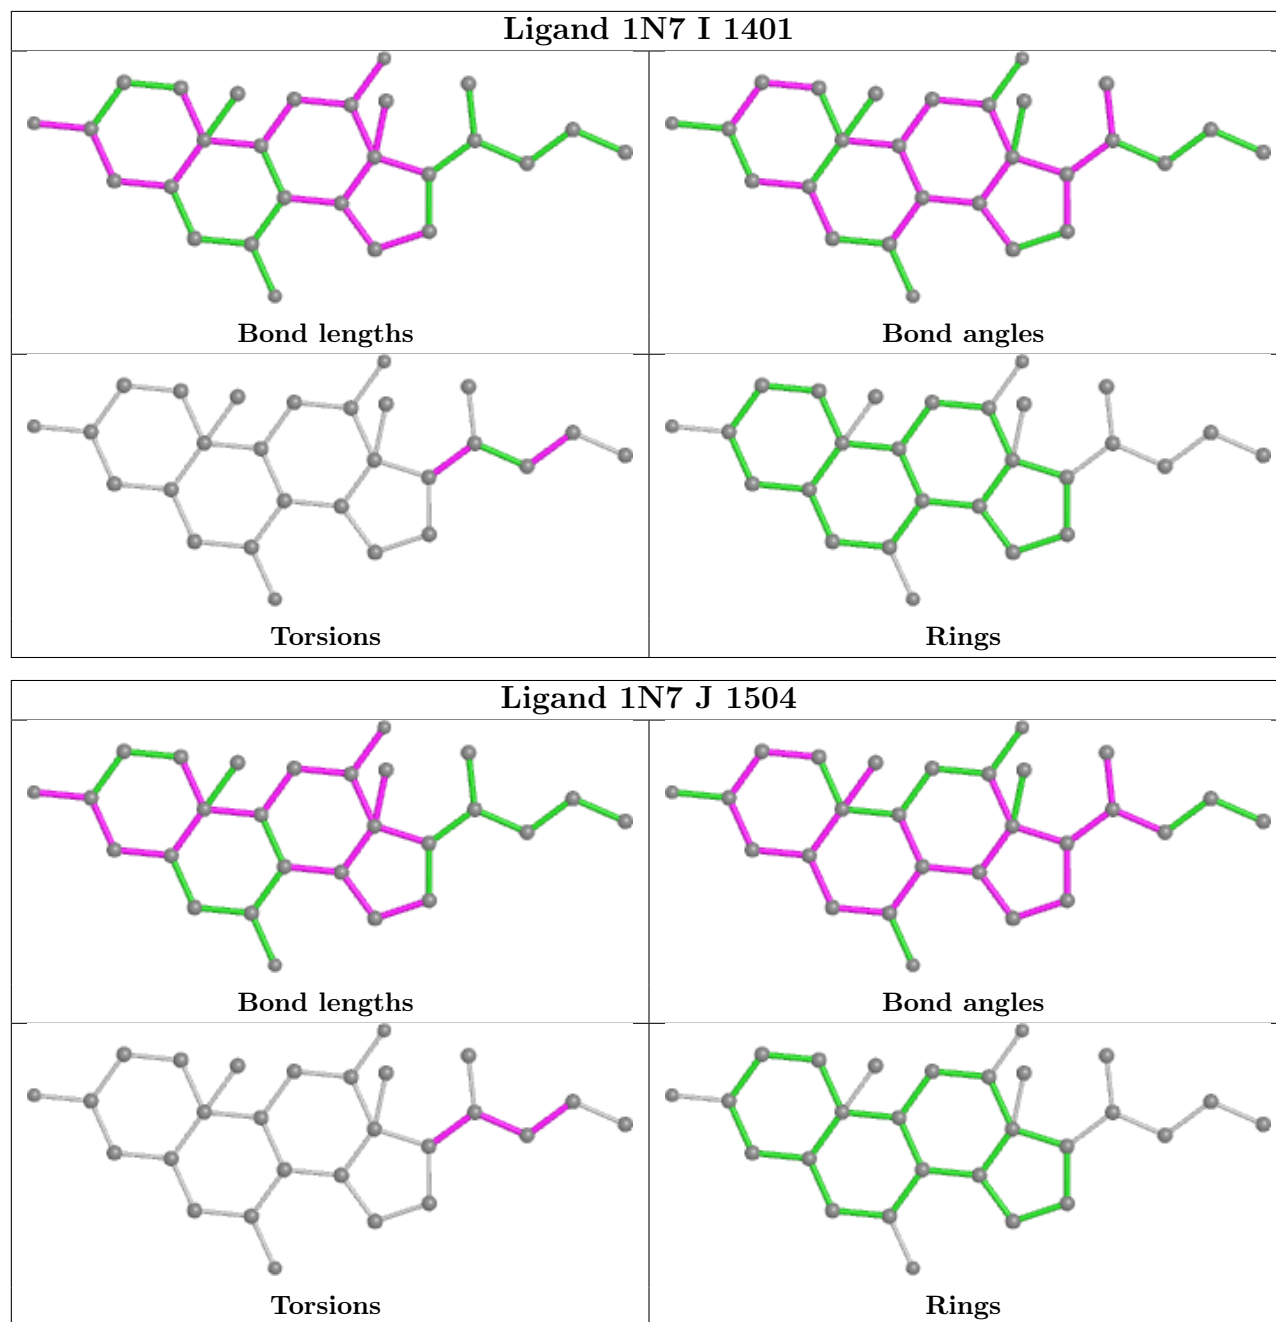 Ligand 1N7 I 1401
Bond lengths
Bond angles
Torsions
Rings
Ligand 1N7 J 1504
Bond lengths
Bond angles
Torsions
Rings